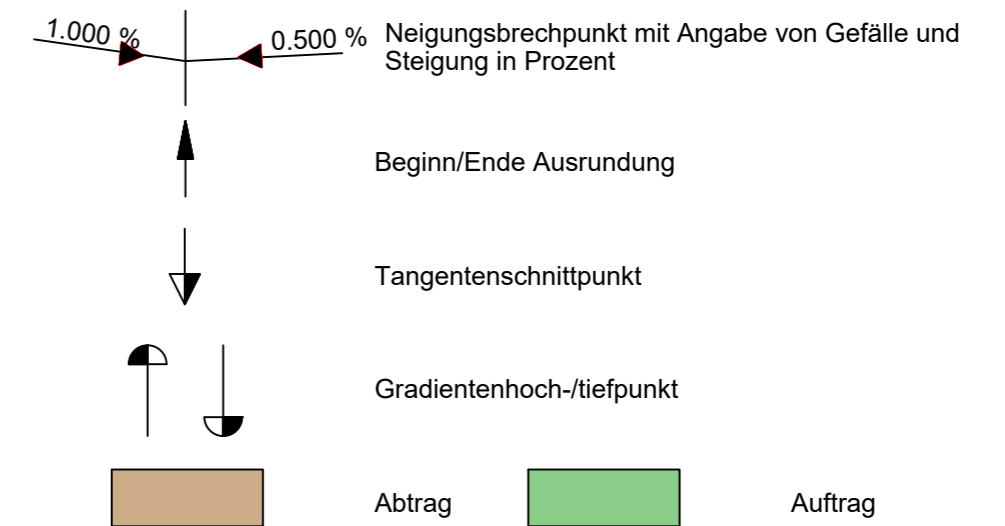 1.000 %
0.500 %
Neigungsbrechpunkt mit Angabe von Gefälle und
Steigung in Prozent
Beginn/Ende Ausrundung
Tangentenschnittpunkt
Gradientenhoch-/tiefpunkt
Abtrag
Auftrag